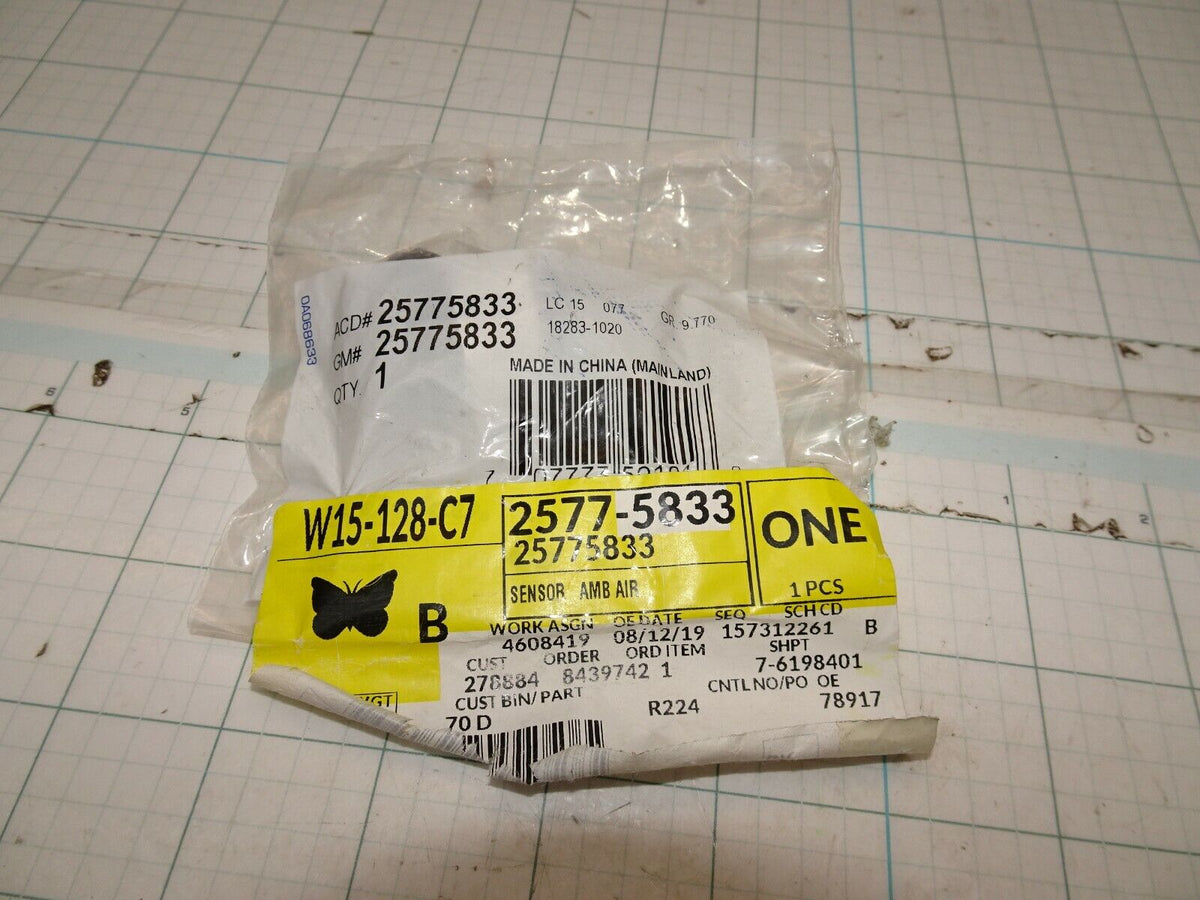 0A068633
ACD# 25775833
GM# 25775833
QTY. 1
LC 15 077
18283-1020
GR. 9.770
MADE IN CHINA (MAINLAND)
W15-128-C7
2577-5833
25775833
SENSOR AMB AIR
ONE
1 PCS
B
WORK ASGN OE DATE SEQ SCH CD
4608419 08/12/19 157312261 B
CUST ORDER ORD ITEM SHPT
278884 8439742 1 7-6198401
CUST BIN/PART CNTL NO/PO OE
70 D R224 78917